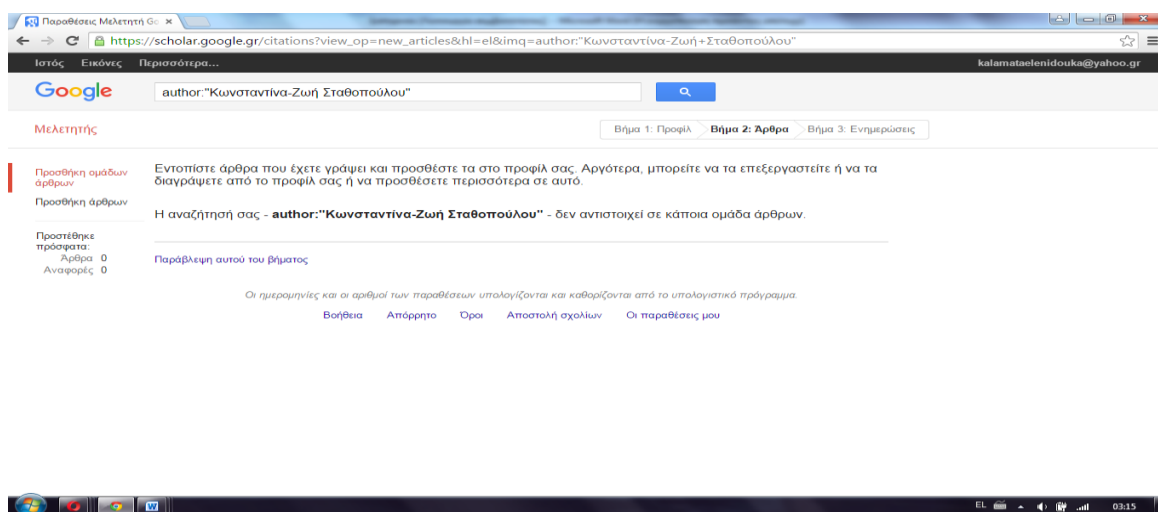 Παραθέσεις Μελετητή Go
https://scholar.google.gr/citations?view_op=new_articles&hl=el&imq=author:"Κωνσταντίνα-Ζωή+Σταθοπούλου"
Ιστός Εικόνες Περισσότερα... kalamataelenidouka@yahoo.gr
Google author:"Κωνσταντίνα-Ζωή Σταθοπούλου"
Μελετητής Βήμα 1: Προφίλ Βήμα 2: Άρθρα Βήμα 3: Ενημερώσεις
Προσθήκη ομάδων
άρθρων
Προσθήκη άρθρων
Προστέθηκε
πρόσφατα:
Άρθρα 0
Αναφορές 0
Εντοπίστε άρθρα που έχετε γράψει και προσθέστε τα στο προφίλ σας. Αργότερα, μπορείτε να τα επεξεργαστείτε ή να τα
διαγράψετε από το προφίλ σας ή να προσθέσετε περισσότερα σε αυτό.
Η αναζήτησή σας - author:"Κωνσταντίνα-Ζωή Σταθοπούλου" - δεν αντιστοιχεί σε κάποια ομάδα άρθρων.
Παράβλεψη αυτού του βήματος
Οι ημερομηνίες και οι αριθμοί των παραθέσεων υπολογίζονται και καθορίζονται από το υπολογιστικό πρόγραμμα.
Βοήθεια Απόρρητο Όροι Αποστολή σχολίων Οι παραθέσεις μου
EL 03:15